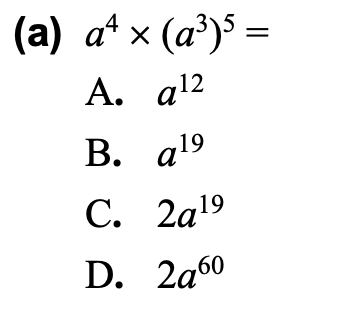 (a) a⁴ × (a³)⁵ =
A. a¹²
B. a¹⁹
C. 2a¹⁹
D. 2a⁶⁰